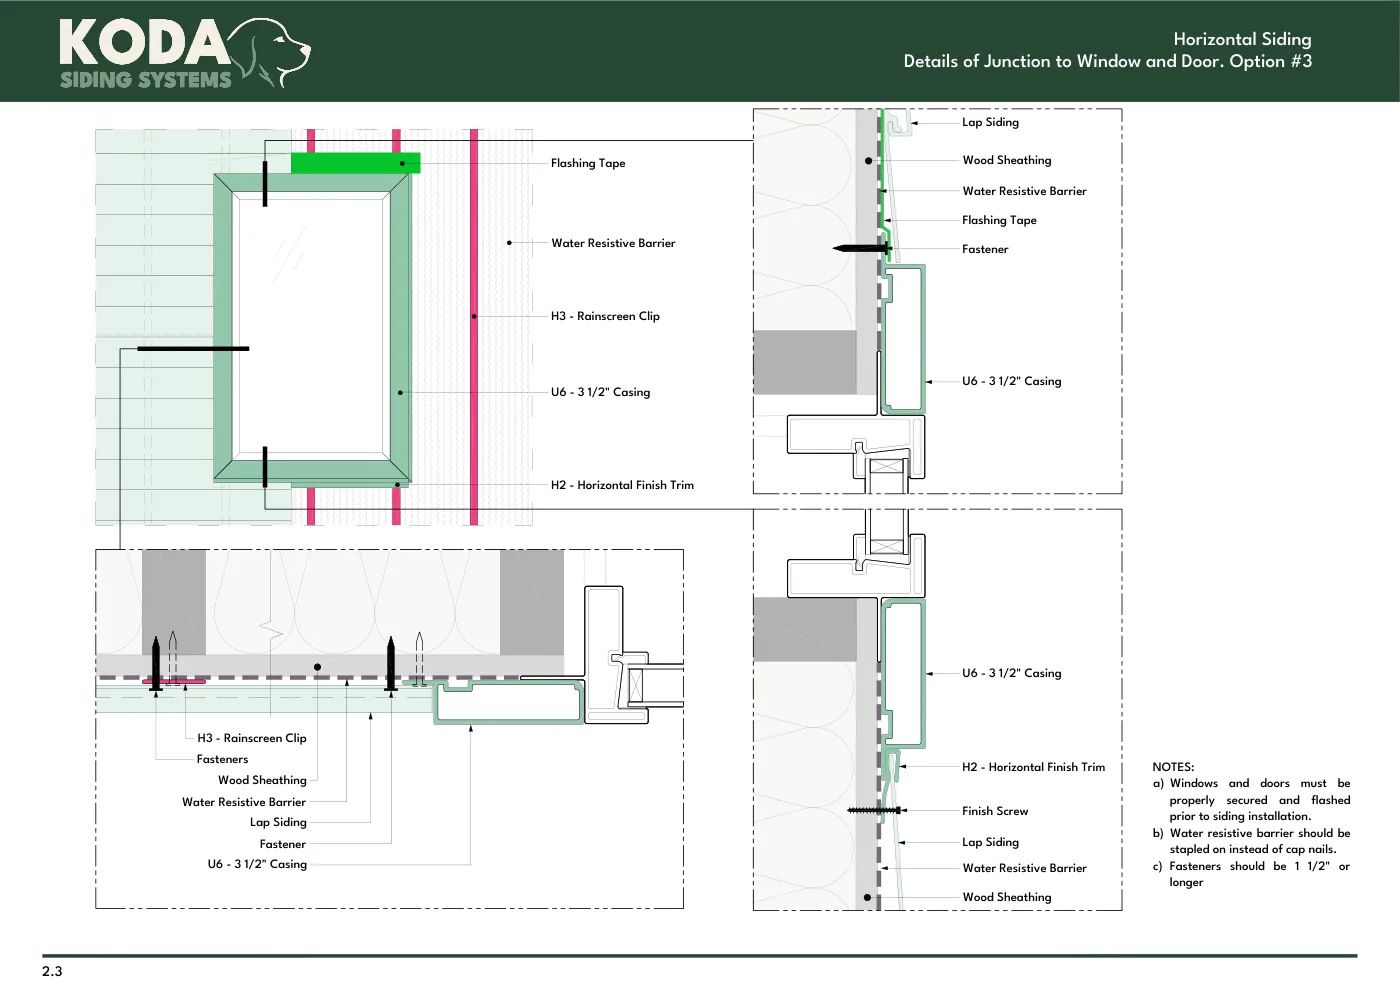 KODA
SIDING SYSTEMS
Horizontal Siding
Details of Junction to Window and Door. Option #3
Flashing Tape
Water Resistive Barrier
H3 - Rainscreen Clip
U6 - 3 1/2" Casing
H2 - Horizontal Finish Trim
Lap Siding
Wood Sheathing
Water Resistive Barrier
Flashing Tape
Fastener
U6 - 3 1/2" Casing
H3 - Rainscreen Clip
Fasteners
Wood Sheathing
Water Resistive Barrier
Lap Siding
Fastener
U6 - 3 1/2" Casing
U6 - 3 1/2" Casing
H2 - Horizontal Finish Trim
Finish Screw
Lap Siding
Water Resistive Barrier
Wood Sheathing
NOTES:
a) Windows and doors must be
properly secured and flashed
prior to siding installation.
b) Water resistive barrier should be
stapled on instead of cap nails.
c) Fasteners should be 1 1/2" or
longer
2.3